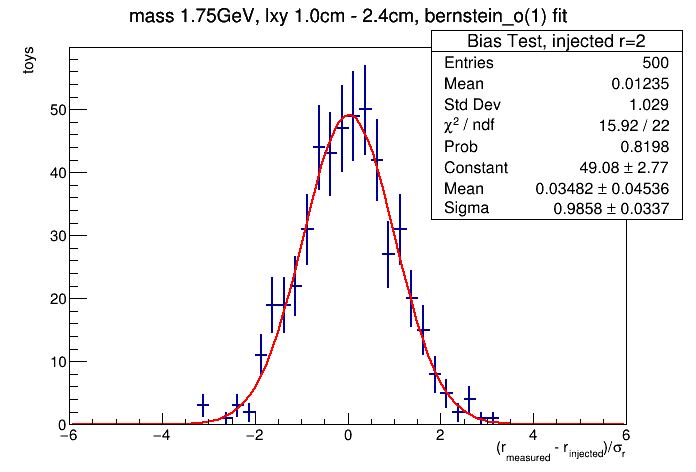 mass 1.75GeV, lxy 1.0cm - 2.4cm, bernstein_o(1) fit
toys
Bias Test, injected r=2
Entries 500
Mean 0.01235
Std Dev 1.029
χ² / ndf 15.92 / 22
Prob 0.8198
Constant 49.08 ± 2.77
Mean 0.03482 ± 0.04536
Sigma 0.9858 ± 0.0337
50
40
30
20
10
0
−6 −4 −2 0 2 4 6
(r_measured - r_injected)/σ_r